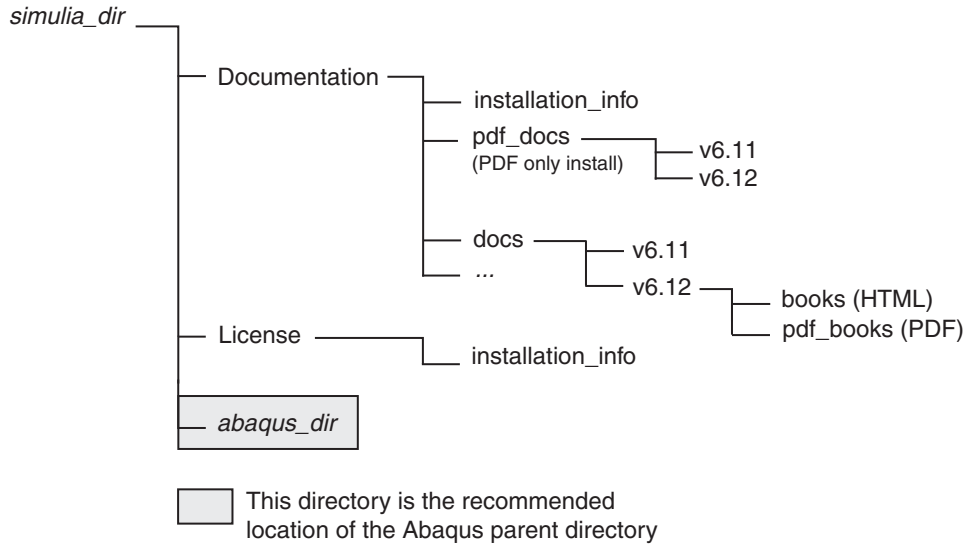 simulia_dir
Documentation
installation_info
pdf_docs
(PDF only install)
v6.11
v6.12
docs
...
v6.11
v6.12
books (HTML)
pdf_books (PDF)
License
installation_info
abaqus_dir
This directory is the recommended
location of the Abaqus parent directory